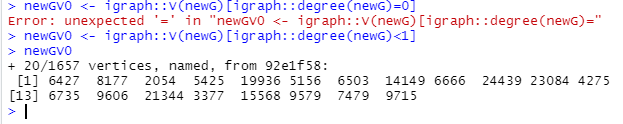 > newGV0 <- igraph::V(newG)[igraph::degree(newG)=0]
Error: unexpected '=' in "newGV0 <- igraph::V(newG)[igraph::degree(newG)="
> newGV0 <- igraph::V(newG)[igraph::degree(newG)<1]
> newGV0
+ 20/1657 vertices, named, from 92e1f58:
 [1] 6427  8177  2054  5425  19936 5156  6503  14149 6666  24439 23084 4275
[13] 6735  9606  21344 3377  15568 9579  7479  9715
>